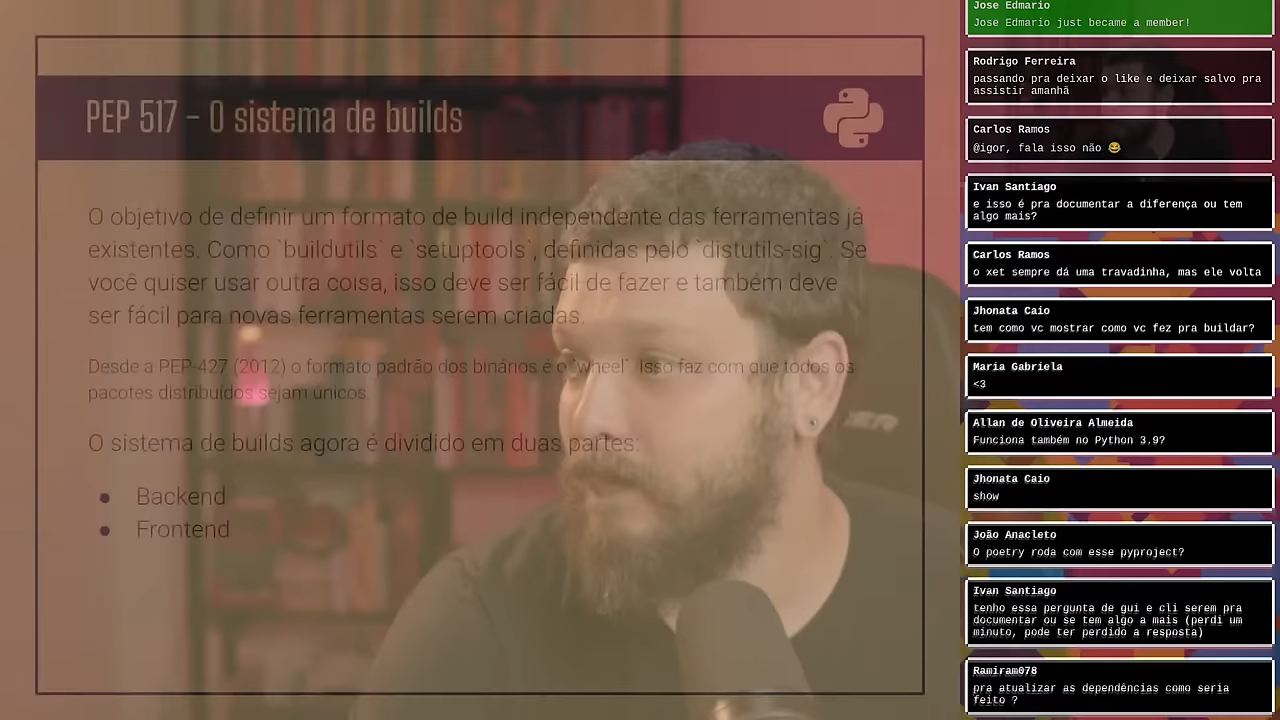 PEP 517 - O sistema de builds
O objetivo de definir um formato de build independente das ferramentas já
existentes. Como `buildutils` e `setuptools`, definidas pelo `distutils-sig`. Se
você quiser usar outra coisa, isso deve ser fácil de fazer e também deve
ser fácil para novas ferramentas serem criadas.
Desde a PEP-427 (2012) o formato padrão dos binários é o `wheel` Isso faz com que todos os
pacotes distribuídos sejam únicos.
O sistema de builds agora é dividido em duas partes:
● Backend
● Frontend
Jose Edmario
Jose Edmario just became a member!
Rodrigo Ferreira
passando pra deixar o like e deixar salvo pra
assistir amanhã
Carlos Ramos
@igor, fala isso não 😂
Ivan Santiago
e isso é pra documentar a diferença ou tem
algo mais?
Carlos Ramos
o xet sempre dá uma travadinha, mas ele volta
Jhonata Caio
tem como vc mostrar como vc fez pra buildar?
Maria Gabriela
<3
Allan de Oliveira Almeida
Funciona também no Python 3.9?
Jhonata Caio
show
João Anacleto
O poetry roda com esse pyproject?
Ivan Santiago
tenho essa pergunta de gui e cli serem pra
documentar ou se tem algo a mais (perdi um
minuto, pode ter perdido a resposta)
Ramiram078
pra atualizar as dependências como seria
feito ?